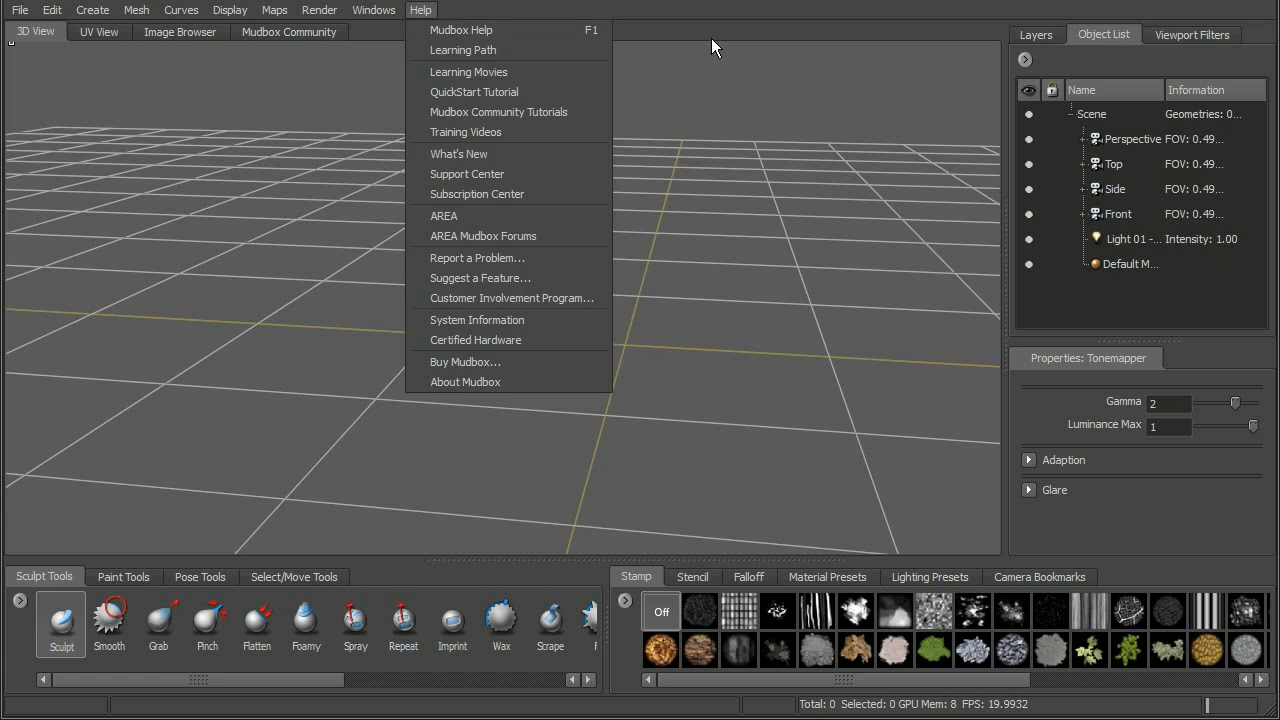 File Edit Create Mesh Curves Display Maps Render Windows Help
3D View UV View Image Browser Mudbox Community
Mudbox Help F1
Learning Path
Learning Movies
QuickStart Tutorial
Mudbox Community Tutorials
Training Videos
What's New
Support Center
Subscription Center
AREA
AREA Mudbox Forums
Report a Problem...
Suggest a Feature...
Customer Involvement Program...
System Information
Certified Hardware
Buy Mudbox...
About Mudbox
Layers Object List Viewport Filters
Name Information
Scene Geometries: 0...
Perspective FOV: 0.49...
Top FOV: 0.49...
Side FOV: 0.49...
Front FOV: 0.49...
Light 01 -... Intensity: 1.00
Default M...
Properties: Tonemapper
Gamma 2
Luminance Max 1
Adaption
Glare
Sculpt Tools Paint Tools Pose Tools Select/Move Tools
Sculpt Smooth Grab Pinch Flatten Foamy Spray Repeat Imprint Wax Scrape F
Stamp Stencil Falloff Material Presets Lighting Presets Camera Bookmarks
Off
Total: 0 Selected: 0 GPU Mem: 8 FPS: 19.9932